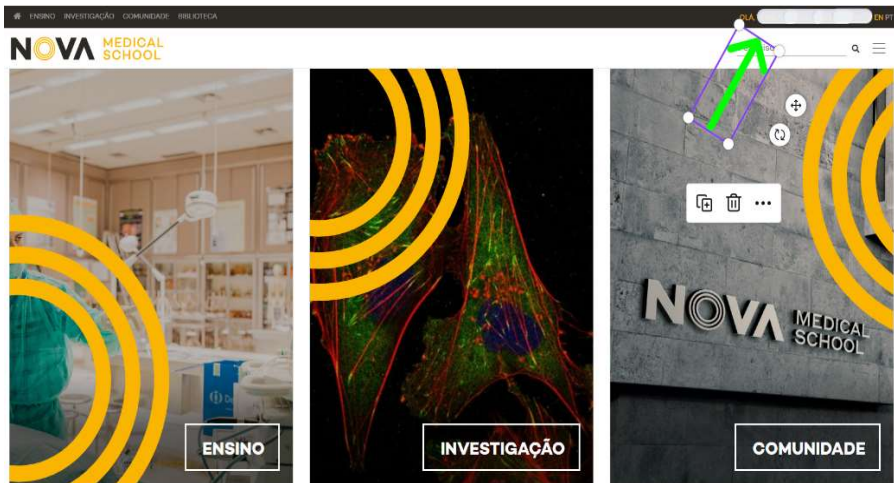 ENSINO INVESTIGAÇÃO COMUNIDADE BIBLIOTECA
OLÁ,
EN PT
NOVA MEDICAL
SCHOOL
NOVA MEDICAL
SCHOOL
ENSINO
INVESTIGAÇÃO
COMUNIDADE